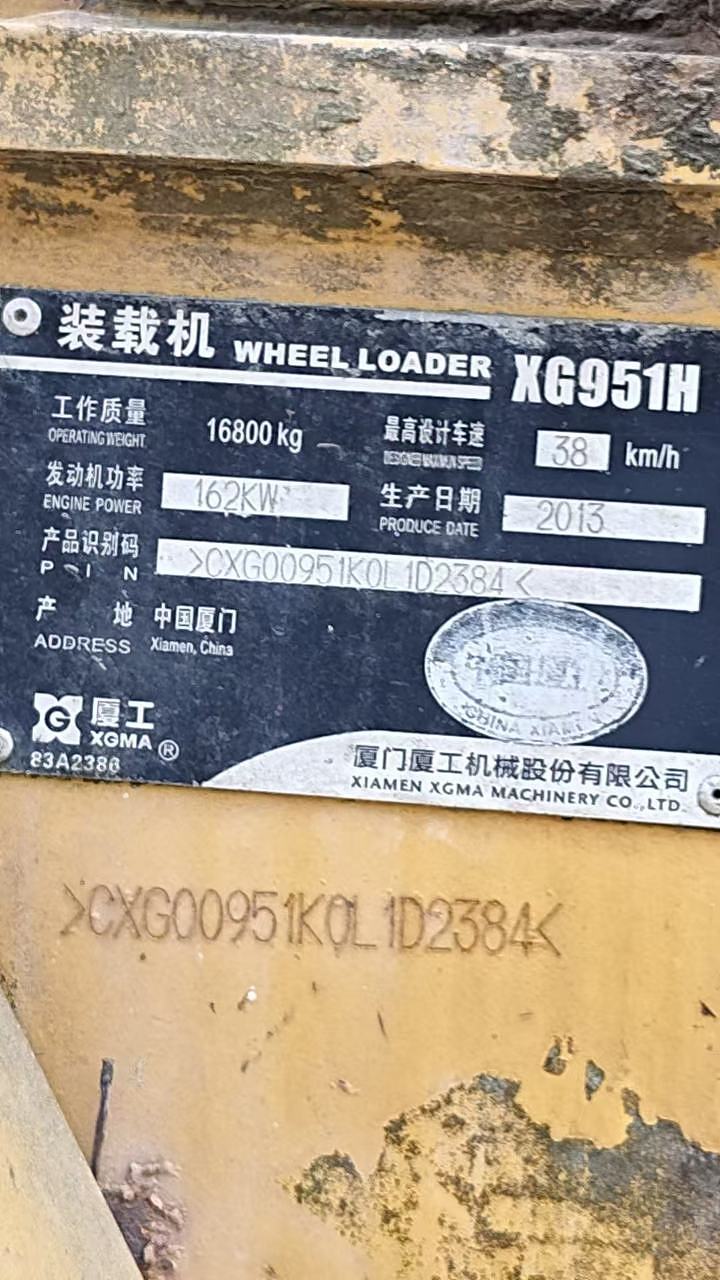 装载机 WHEEL LOADER XG951H
工作质量 16800 kg 最高设计车速 38 km/h
OPERATING WEIGHT
发动机功率 162KW 生产日期 2013
ENGINE POWER PRODUCE DATE
产品识别码 >CXG00951K0L1D2384<
P I N
产 地 中国厦门
ADDRESS Xiamen, China
CHINA XIAMEN
厦工
XGMA ®
83A2386
厦门厦工机械股份有限公司
XIAMEN XGMA MACHINERY CO.,LTD.
>CXG00951K0L1D2384<